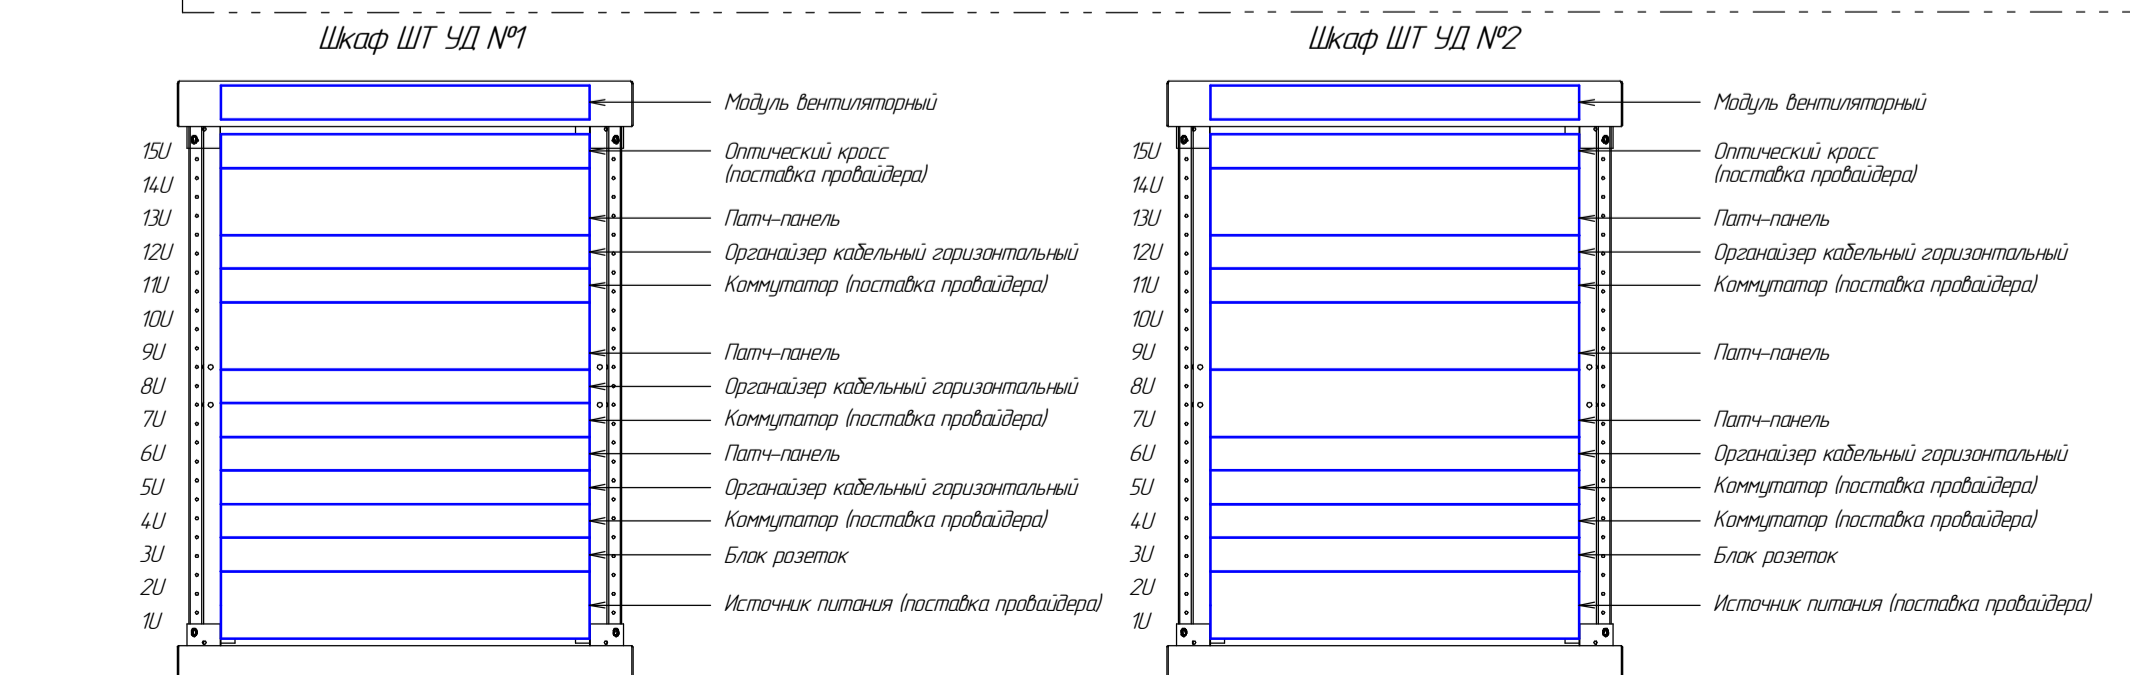 Шкаф ШТ УД №1
Модуль вентиляторный
15U
Оптический кросс
(поставка провайдера)
14U
13U
Патч-панель
12U
Органайзер кабельный горизонтальный
11U
Коммутатор (поставка провайдера)
10U
9U
Патч-панель
8U
Органайзер кабельный горизонтальный
7U
Коммутатор (поставка провайдера)
6U
Патч-панель
5U
Органайзер кабельный горизонтальный
4U
Коммутатор (поставка провайдера)
3U
Блок розеток
2U
Источник питания (поставка провайдера)
1U
Шкаф ШТ УД №2
Модуль вентиляторный
15U
Оптический кросс
(поставка провайдера)
14U
13U
Патч-панель
12U
Органайзер кабельный горизонтальный
11U
Коммутатор (поставка провайдера)
10U
9U
Патч-панель
8U
7U
Патч-панель
6U
Органайзер кабельный горизонтальный
5U
Коммутатор (поставка провайдера)
4U
Коммутатор (поставка провайдера)
3U
Блок розеток
2U
Источник питания (поставка провайдера)
1U